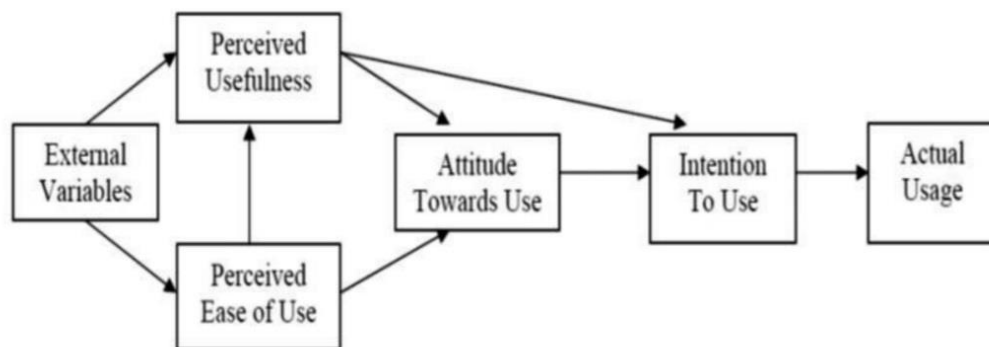 Perceived
Usefulness
External
Variables
Attitude
Towards Use
Intention
To Use
Actual
Usage
Perceived
Ease of Use